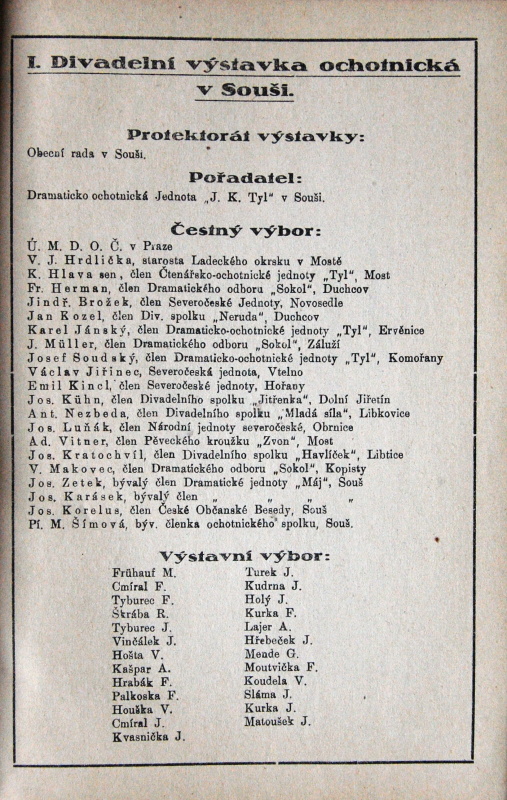 I. Divadelní výstavka ochotnická
v Souši.
Protektorát výstavky:
Obecní rada v Souši.
Pořadatel:
Dramaticko ochotnická Jednota „J. K. Tyl“ v Souši.
Čestný výbor:
Ú. M. D. O. Č. v Praze
V. J. Hrdlička, starosta Ladeckého okrsku v Mostě
K. Hlava sen, člen Čtenářsko-ochotnické jednoty „Tyl“, Most
Fr. Herman, člen Dramatického odboru „Sokol“, Duchcov
Jindř. Brožek, člen Severočeské Jednoty, Novosedle
Jan Kozel, člen Div. spolku „Neruda“, Duchcov
Karel Jánský, člen Dramaticko-ochotnické jednoty „Tyl“, Ervěnice
J. Müller, člen Dramatického odboru „Sokol“, Záluží
Josef Soudský, člen Dramaticko-ochotnické jednoty „Tyl“, Komořany
Václav Jiřinec, Severočeská jednota, Vtelno
Emil Kincl, člen Severočeské jednoty, Hořany
Jos. Kühn, člen Divadelního spolku „Jitřenka“, Dolní Jiřetín
Ant. Nezbeda, člen Divadelního spolku „Mladá síla“, Libkovice
Jos. Luňák, člen Národní jednoty severočeské, Obrnice
Ad. Vitner, člen Pěveckého kroužku „Zvon“, Most
Jos. Kratochvíl, člen Divadelního spolku „Havlíček“, Libtice
V. Makovec, člen Dramatického odboru „Sokol“, Kopisty
Jos. Zetek, bývalý člen Dramatické jednoty „Máj“, Souš
Jos. Karásek, bývalý člen „ „ „ „
Jos. Korelus, člen České Občanské Besedy, Souš
Pí. M. Šímová, býv. členka ochotnického spolku, Souš.
Výstavní výbor:
Frühauf M.
Cmíral F.
Tyburec F.
Škrába R.
Tyburec J.
Vinčálek J.
Hošta V.
Kašpar A.
Hrabák F.
Palkoska F.
Houška V.
Cmíral J.
Kvasnička J.
Turek J.
Kudrna J.
Holý J.
Kurka F.
Lajer A.
Hřebeček J.
Mende G.
Moutvička F.
Koudela V.
Sláma J.
Kurka J.
Matoušek J.